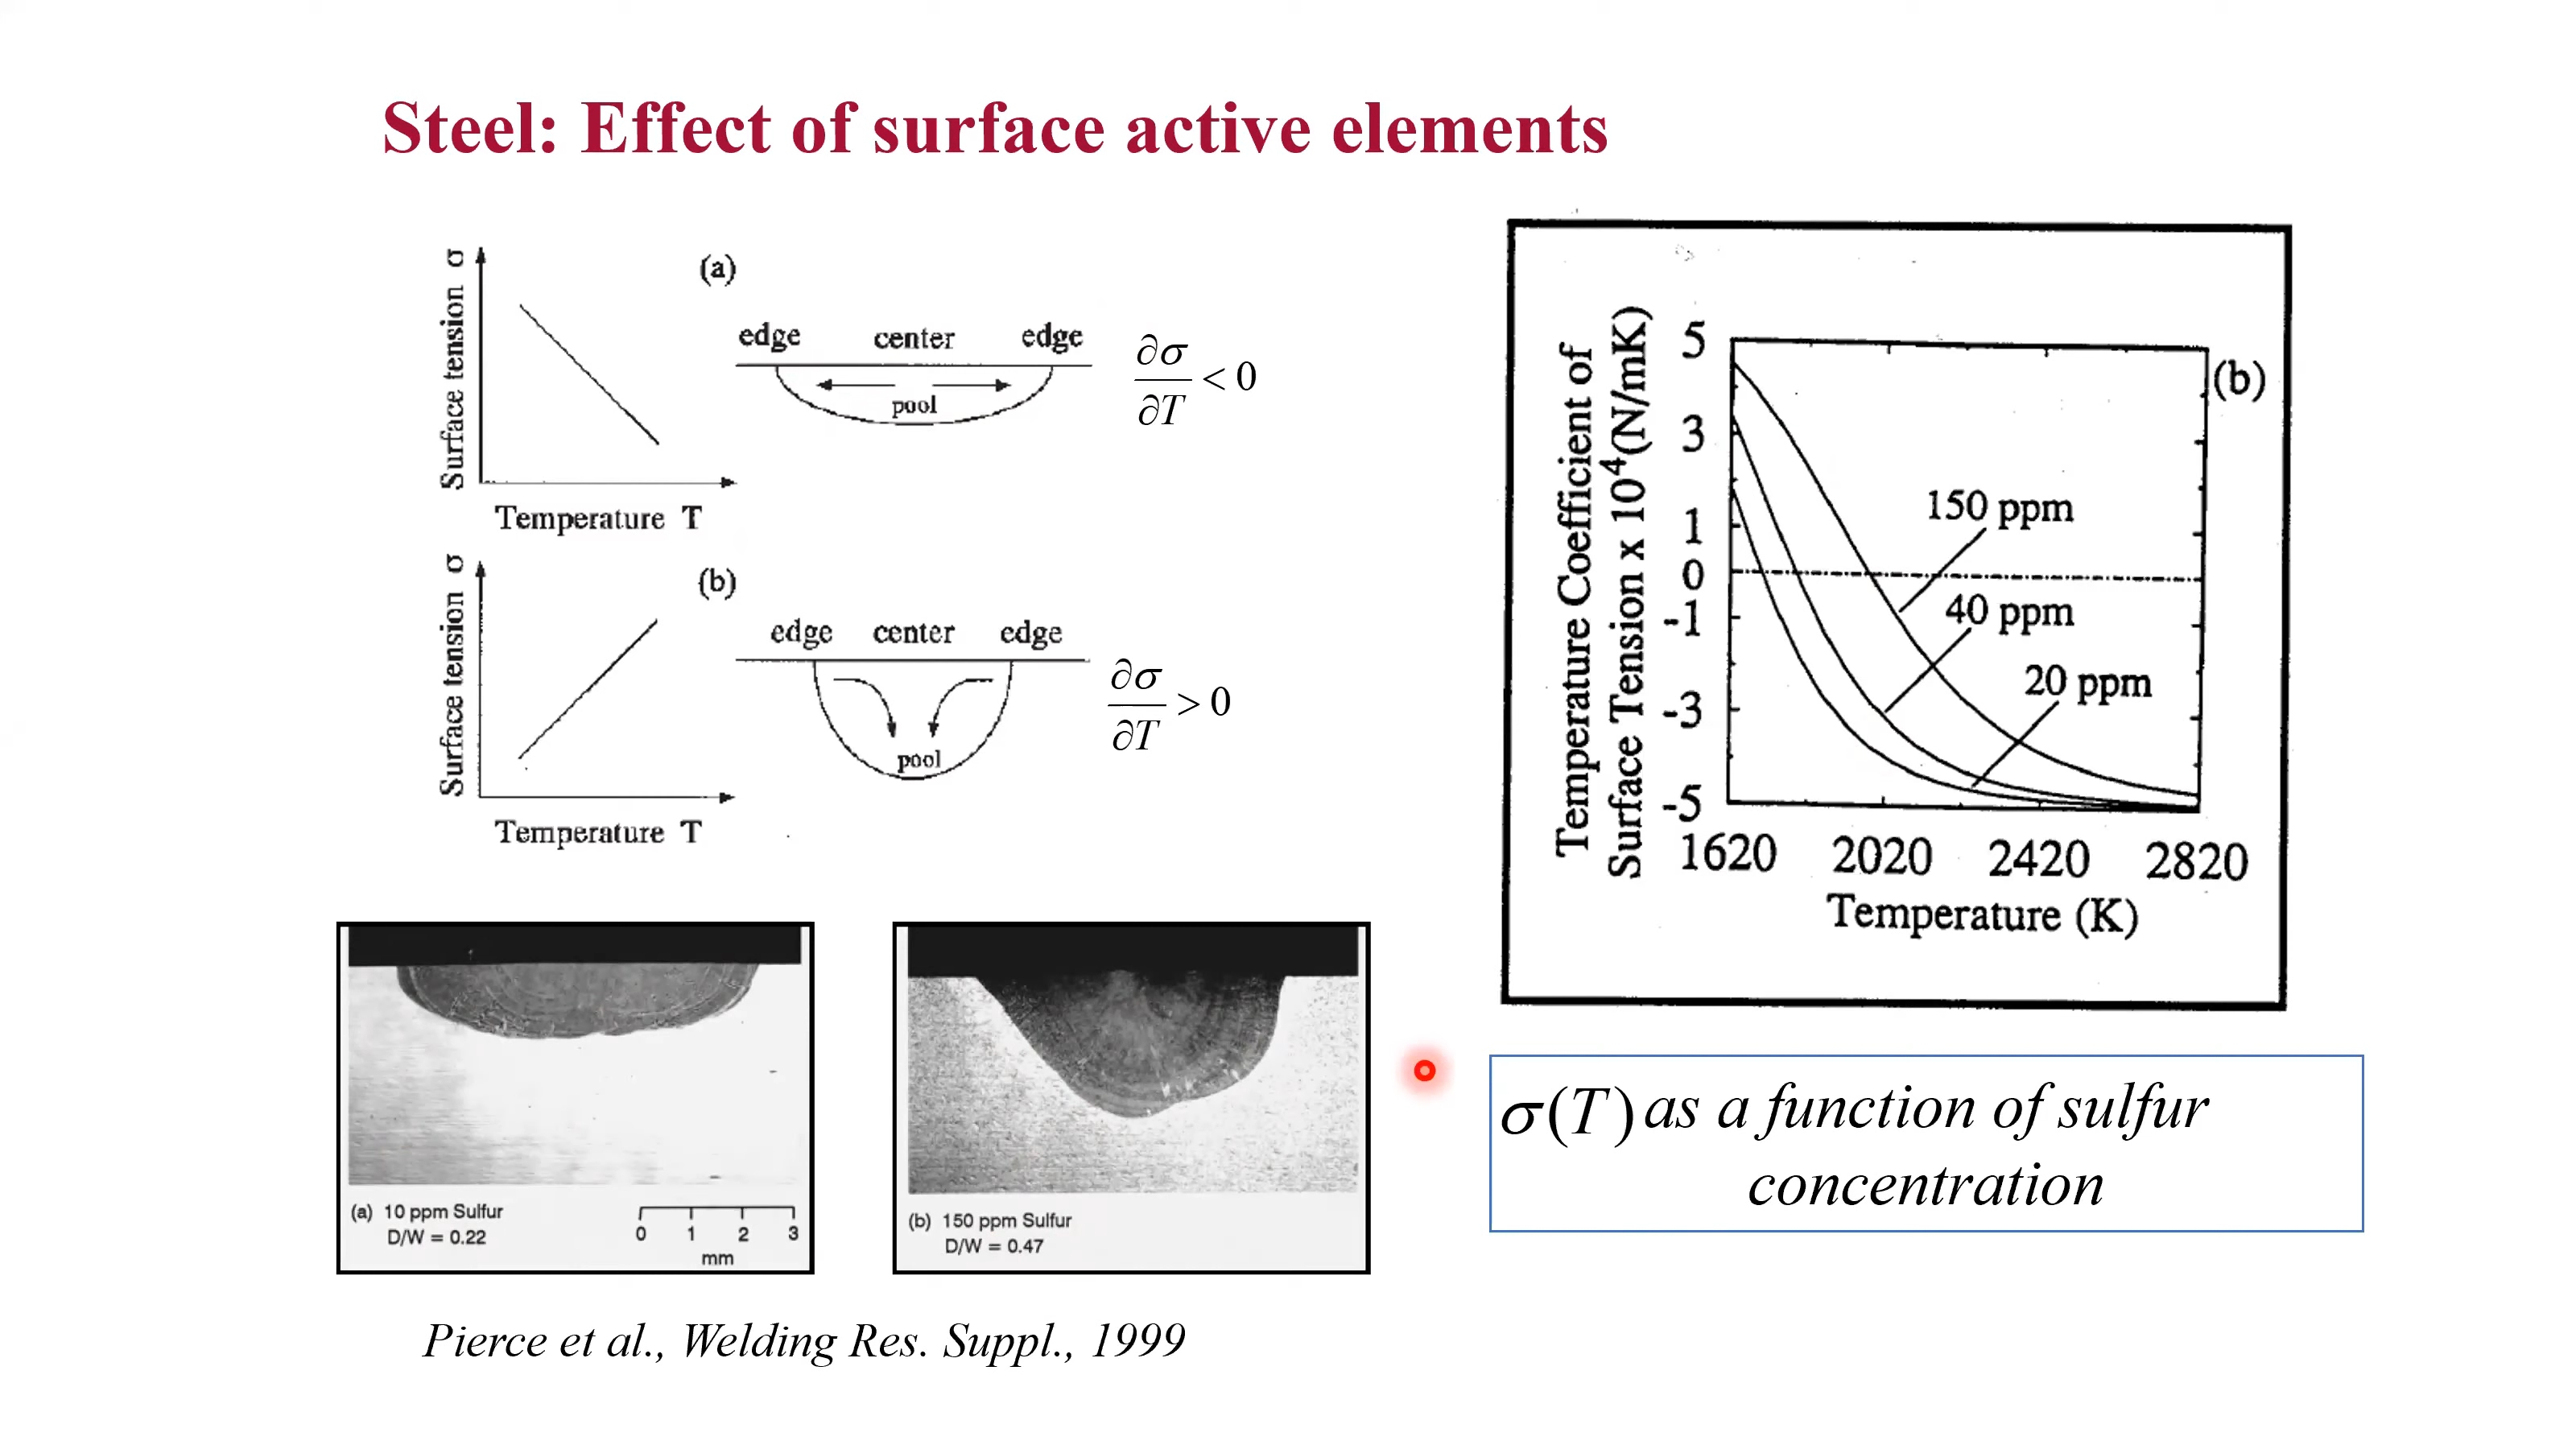 Steel: Effect of surface active elements
Surface tension σ
Temperature T
(a)
edge center edge
pool
∂σ/∂T < 0
Surface tension σ
Temperature T
(b)
edge center edge
pool
∂σ/∂T > 0
(a) 10 ppm Sulfur
D/W = 0.22
0 1 2 3
mm
(b) 150 ppm Sulfur
D/W = 0.47
Pierce et al., Welding Res. Suppl., 1999
Temperature Coefficient of
Surface Tension x 10⁴(N/mK)
5
3
1
0
-1
-3
-5
(b)
150 ppm
40 ppm
20 ppm
1620 2020 2420 2820
Temperature (K)
σ(T) as a function of sulfur
concentration